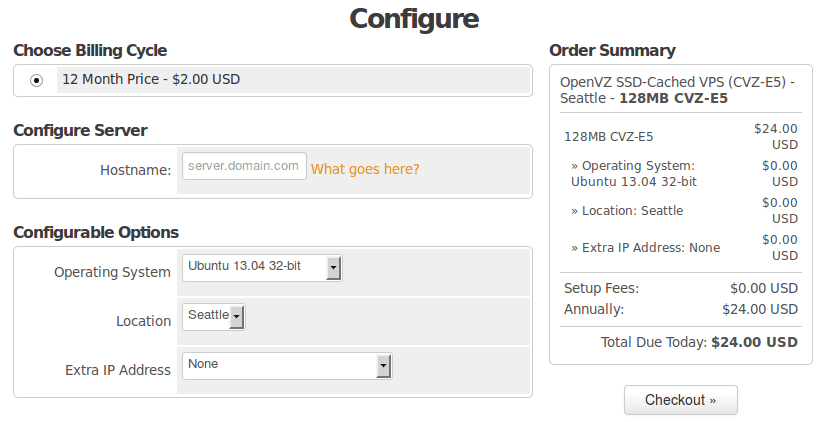 Configure
Choose Billing Cycle
12 Month Price - $2.00 USD
Configure Server
Hostname: server.domain.com What goes here?
Configurable Options
Operating System Ubuntu 13.04 32-bit
Location Seattle
Extra IP Address None
Order Summary
OpenVZ SSD-Cached VPS (CVZ-E5) -
Seattle - 128MB CVZ-E5
128MB CVZ-E5 $24.00
USD
» Operating System: $0.00
Ubuntu 13.04 32-bit USD
» Location: Seattle $0.00
USD
» Extra IP Address: None $0.00
USD
Setup Fees: $0.00 USD
Annually: $24.00 USD
Total Due Today: $24.00 USD
Checkout »